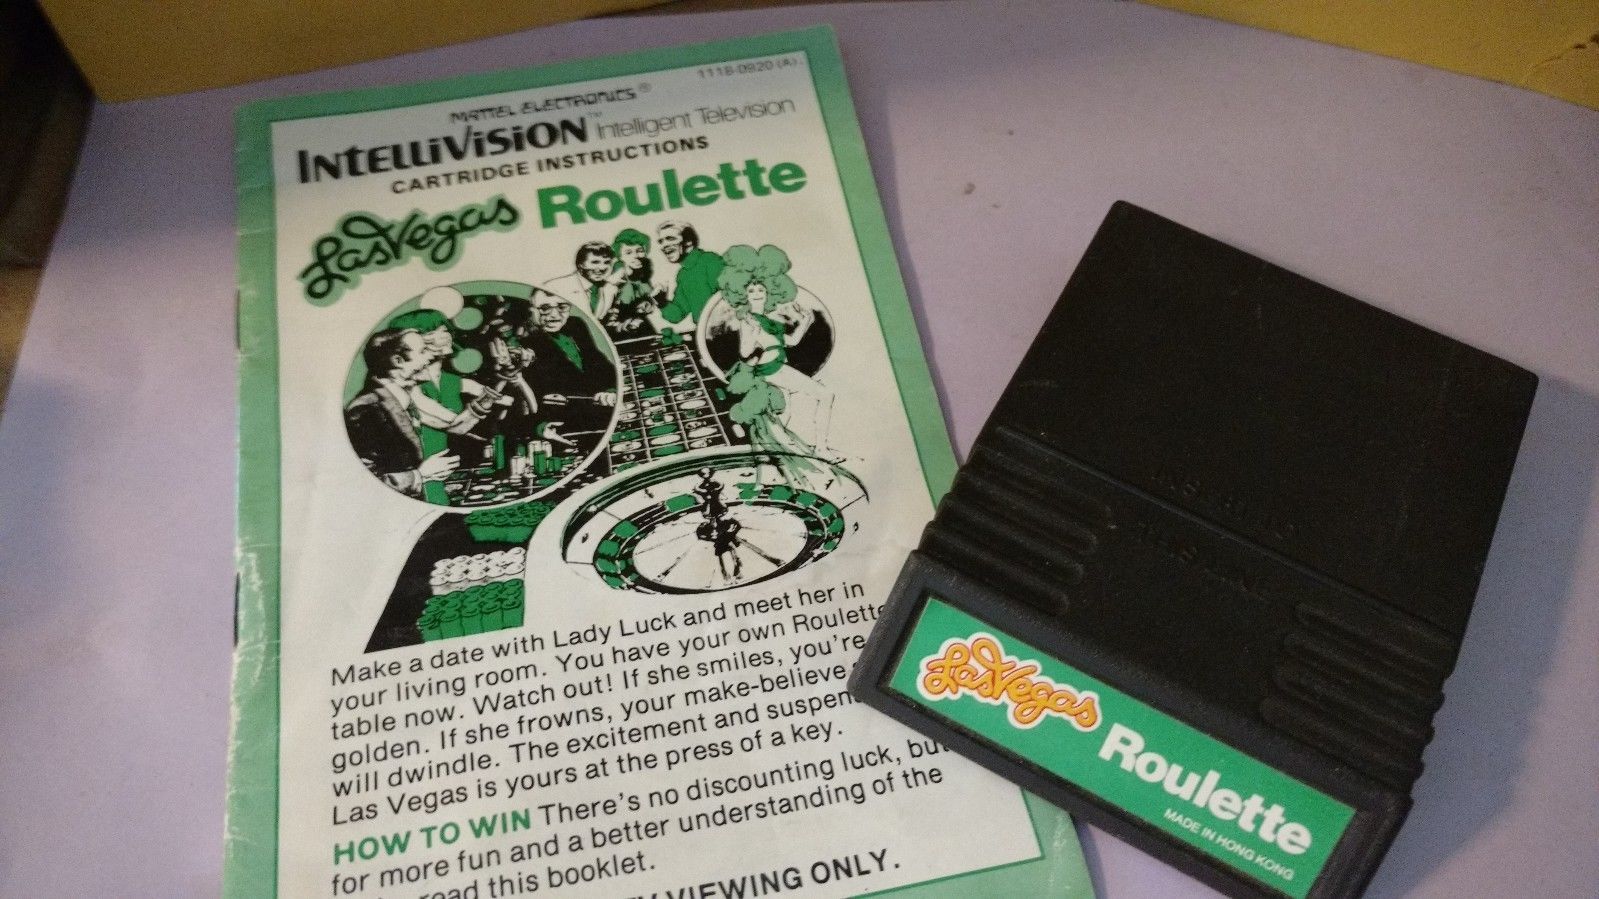 1118-0920 (A)
MATTEL ELECTRONICS®
INTELLIVISION™ Intelligent Television
CARTRIDGE INSTRUCTIONS
Las Vegas Roulette
Make a date with Lady Luck and meet her in
your living room. You have your own Roulette
table now. Watch out! If she smiles, you're
golden. If she frowns, your make-believe
will dwindle. The excitement and suspen
Las Vegas is yours at the press of a key.
HOW TO WIN There's no discounting luck, but
for more fun and a better understanding of the
read this booklet.
VIEWING ONLY.
Las Vegas Roulette
MADE IN HONG KONG